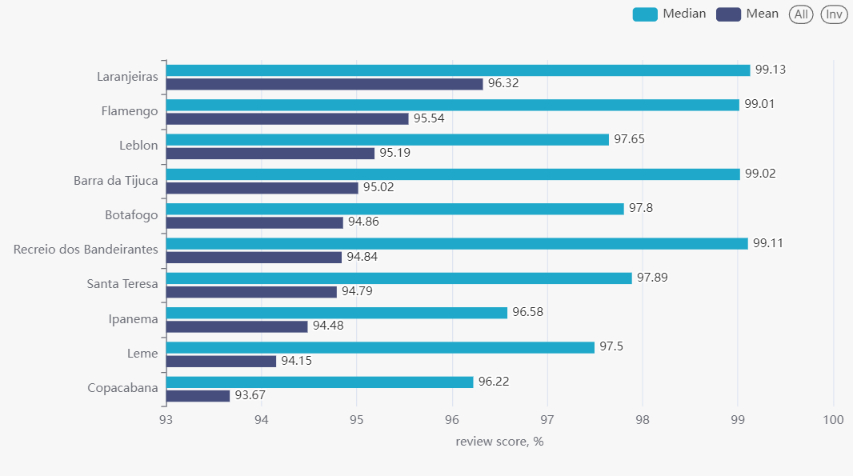 Median Mean All Inv
Laranjeiras 99.13
96.32
Flamengo 99.01
95.54
Leblon 97.65
95.19
Barra da Tijuca 99.02
95.02
Botafogo 97.8
94.86
Recreio dos Bandeirantes 99.11
94.84
Santa Teresa 97.89
94.79
Ipanema 96.58
94.48
Leme 97.5
94.15
Copacabana 96.22
93.67
93 94 95 96 97 98 99 100
review score, %